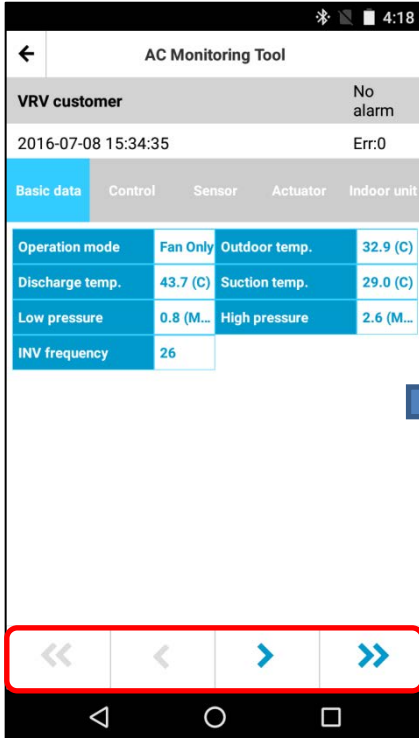 4:18
AC Monitoring Tool
VRV customer No alarm
2016-07-08 15:34:35 Err:0
Basic data Control Sensor Actuator Indoor unit
Operation mode Fan Only Outdoor temp. 32.9 (C)
Discharge temp. 43.7 (C) Suction temp. 29.0 (C)
Low pressure 0.8 (M... High pressure 2.6 (M...
INV frequency 26